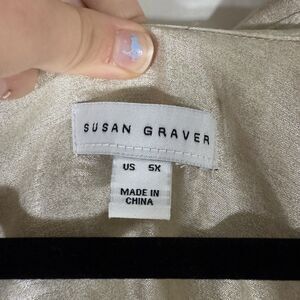 SUSAN GRAVER
US 5X
MADE IN
CHINA